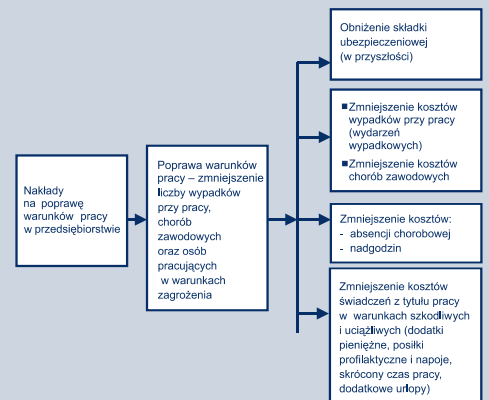 Nakłady
na poprawę
warunków pracy
w przedsiębiorstwie
Poprawa warunków
pracy – zmniejszenie
liczby wypadków
przy pracy,
chorób
zawodowych
oraz osób
pracujących
w warunkach
zagrożenia
Obniżenie składki
ubezpieczeniowej
(w przyszłości)
■Zmniejszenie kosztów
wypadków przy pracy
(wydarzeń
wypadkowych)
■Zmniejszenie kosztów
chorób zawodowych
Zmniejszenie kosztów:
- absencji chorobowej
- nadgodzin
Zmniejszenie kosztów
świadczeń z tytułu pracy
w warunkach szkodliwych
i uciążliwych (dodatki
pieniężne, posiłki
profilaktyczne i napoje,
skrócony czas pracy,
dodatkowe urlopy)